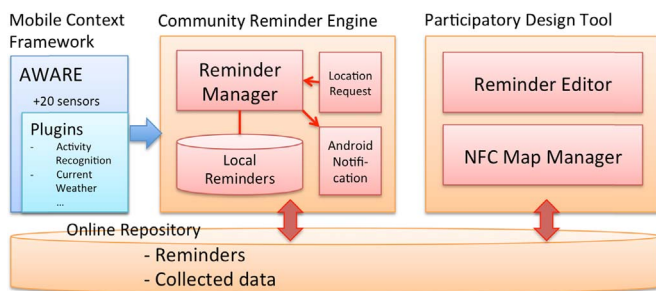 Mobile Context
Framework
AWARE
+20 sensors
Plugins
- Activity
Recognition
- Current
Weather
...
Community Reminder Engine
Reminder
Manager
Location
Request
Local
Reminders
Android
Notifi-
cation
Participatory Design Tool
Reminder Editor
NFC Map Manager
Online Repository
- Reminders
- Collected data